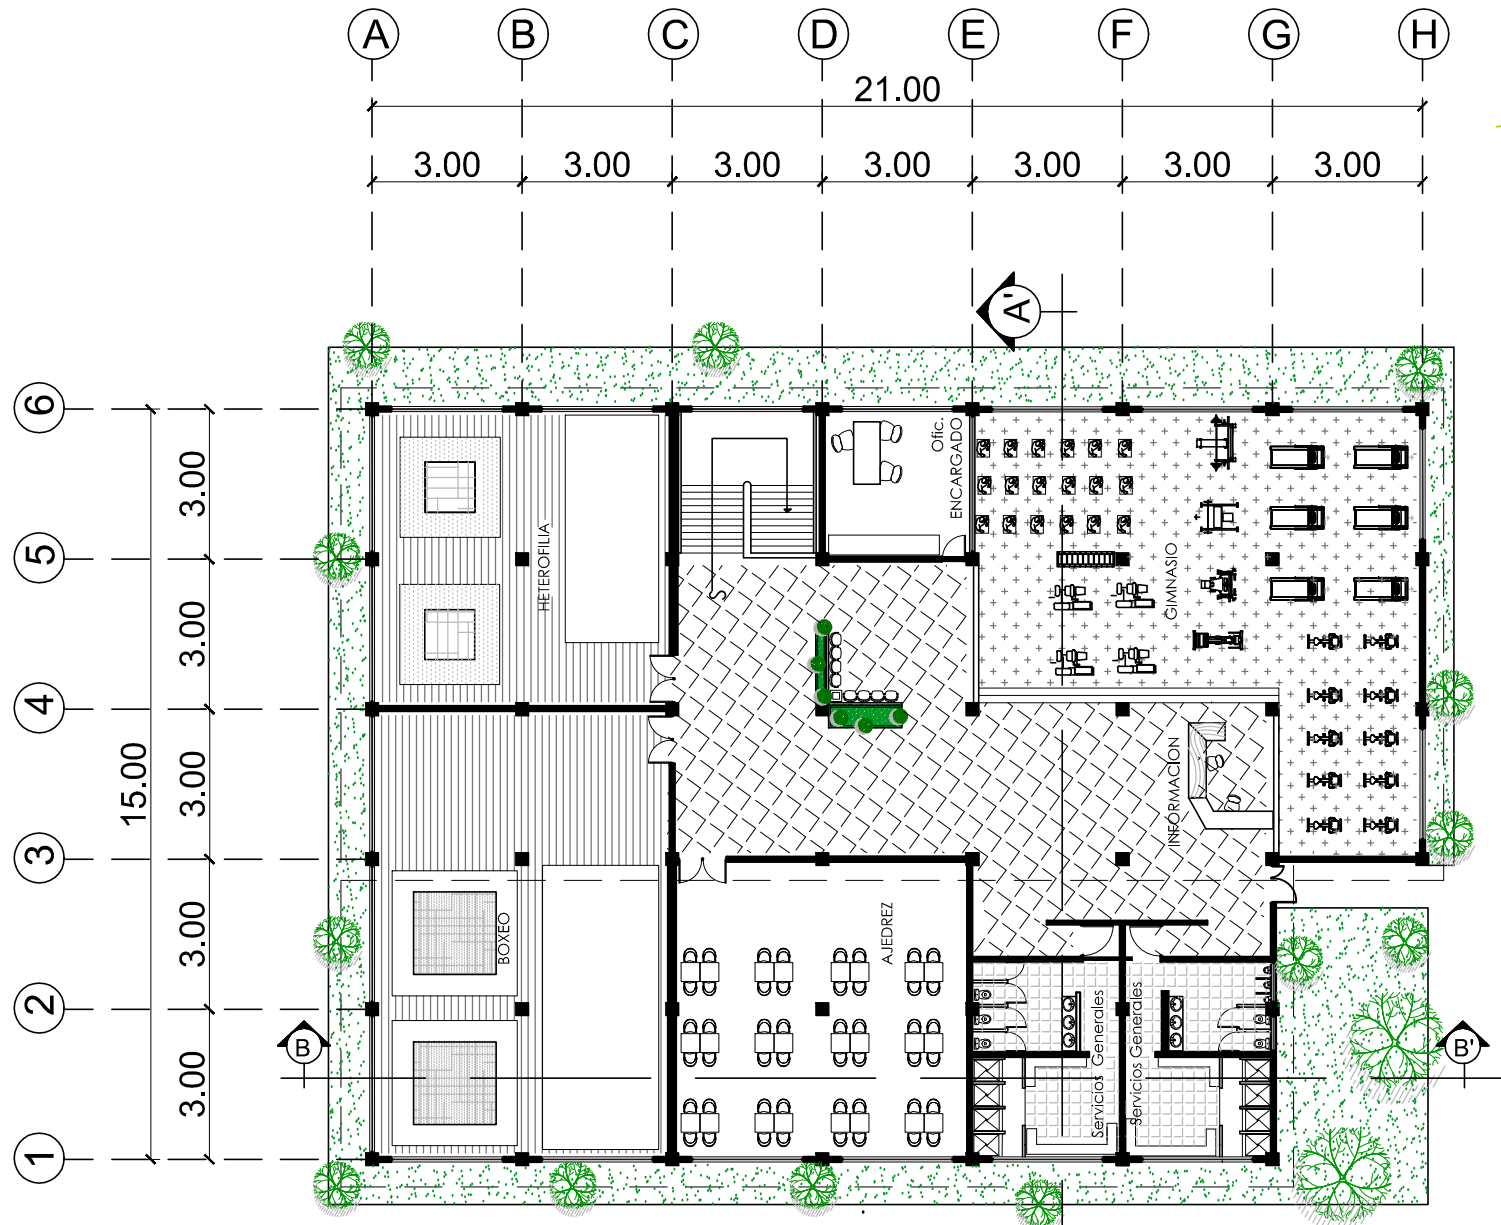 A B C D E F G H
21.00
3.00 3.00 3.00 3.00 3.00 3.00 3.00
A'
6
5
4
3
2
1
15.00
3.00
3.00
3.00
3.00
3.00
HETEROFILIA
S
Ofic.
ENCARGADO
GIMNASIO
INFORMACION
BOXEO
AJEDREZ
Servicios Generales
Servicios Generales
B
B'